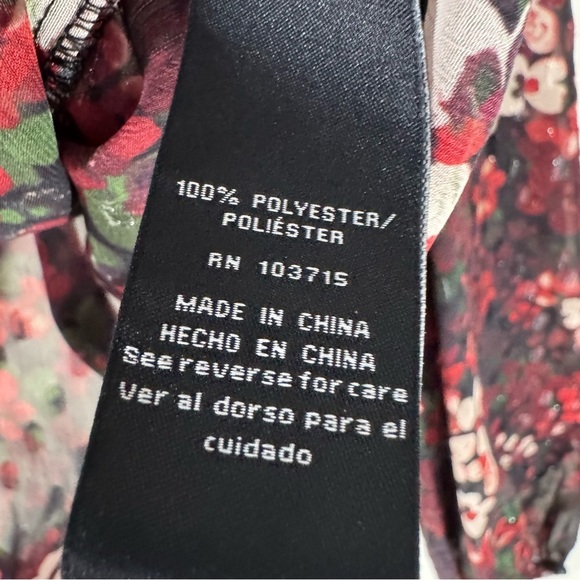 100% POLYESTER/
POLIÉSTER
RN 103715
MADE IN CHINA
HECHO EN CHINA
See reverse for care
Ver al dorso para el
cuidado